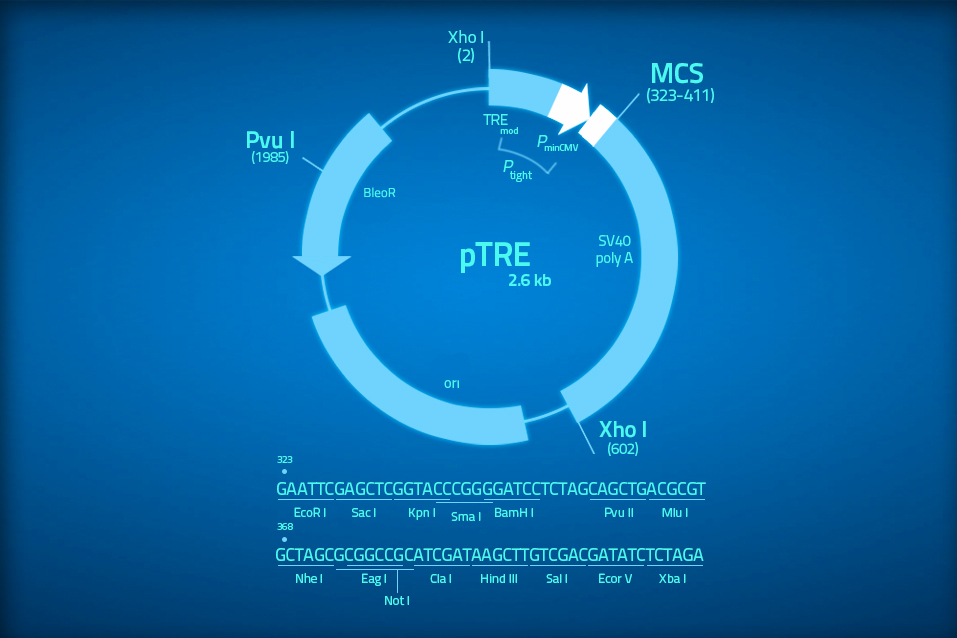 Xho I
(2)
MCS
(323-411)
Pvu I
(1985)
TRE
mod
P
minCMV
P
tight
BleoR
SV40
poly A
pTRE
2.6 kb
ori
Xho I
(602)
323
GAATTCGAGCTCGGTACCCGGGGATCCTCTAGCAGCTGACGCGT
EcoR I Sac I Kpn I Sma I BamH I Pvu II Mlu I
368
GCTAGCGCGGCCGCATCGATAAGCTTGTCGACGATATCTCTAGA
Nhe I Eag I Cla I Hind III Sal I Ecor V Xba I
Not I